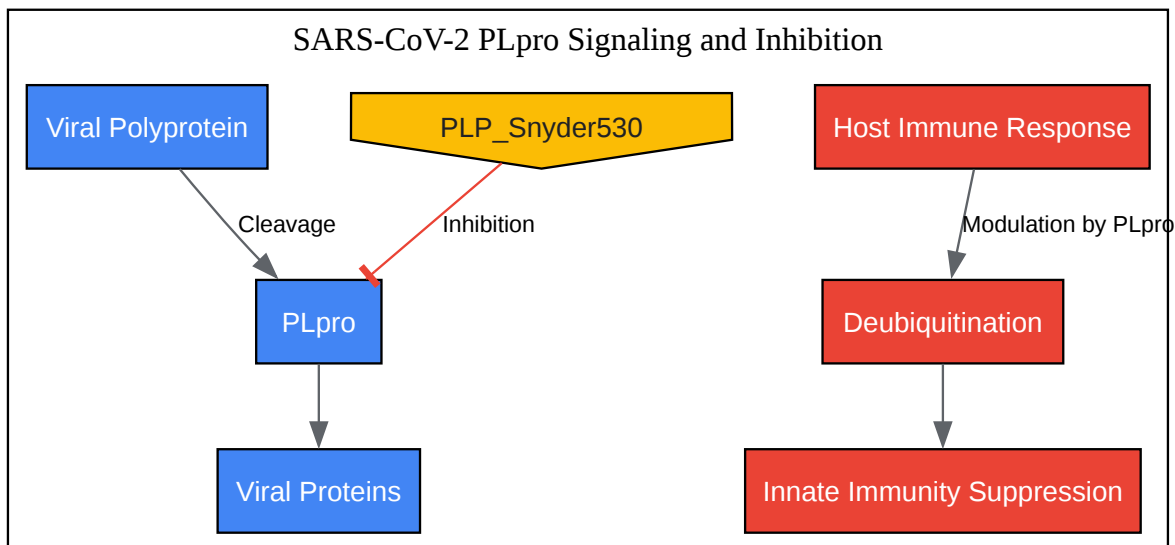 SARS-CoV-2 PLpro Signaling and Inhibition
Viral Polyprotein
PLP_Snyder530
Host Immune Response
Cleavage
Inhibition
Modulation by PLpro
PLpro
Deubiquitination
Viral Proteins
Innate Immunity Suppression